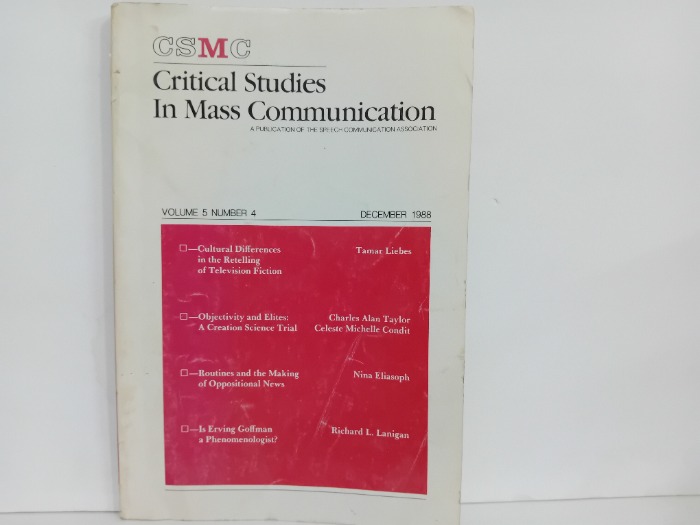 CSMC
Critical Studies
In Mass Communication
A PUBLICATION OF THE SPEECH COMMUNICATION ASSOCIATION
VOLUME 5 NUMBER 4 DECEMBER 1988
□—Cultural Differences Tamar Liebes
in the Retelling
of Television Fiction
□—Objectivity and Elites: Charles Alan Taylor
A Creation Science Trial Celeste Michelle Condit
□—Routines and the Making Nina Eliasoph
of Oppositional News
□—Is Erving Goffman Richard L. Lanigan
a Phenomenologist?